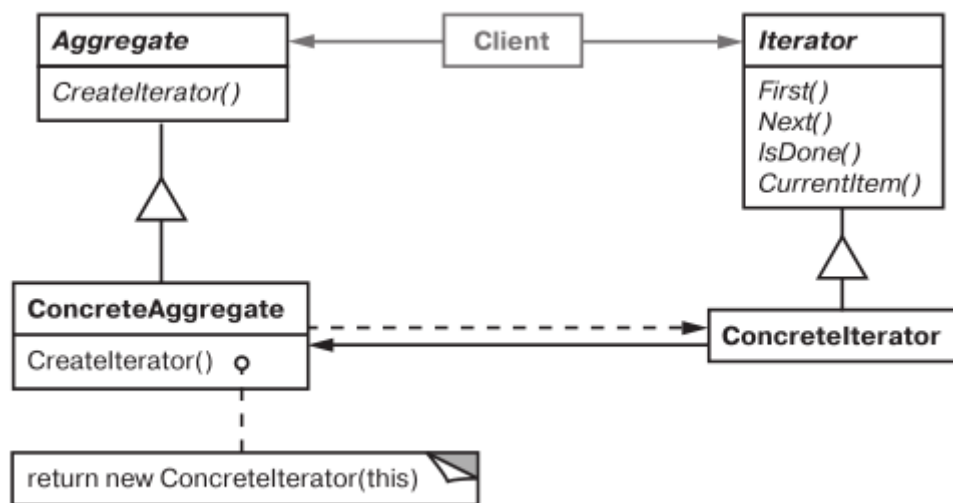 Aggregate
CreateIterator()
Client
Iterator
First()
Next()
IsDone()
CurrentItem()
ConcreteAggregate
CreateIterator()
ConcreteIterator
return new ConcreteIterator(this)